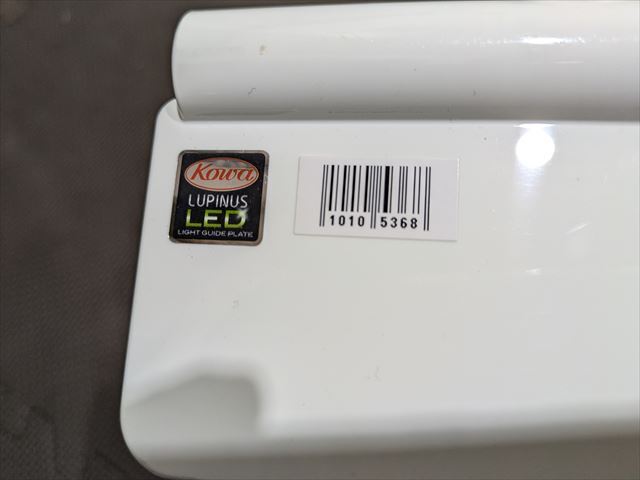 Kowa
LUPINUS
LED
LIGHT GUIDE PLATE
1010 5368